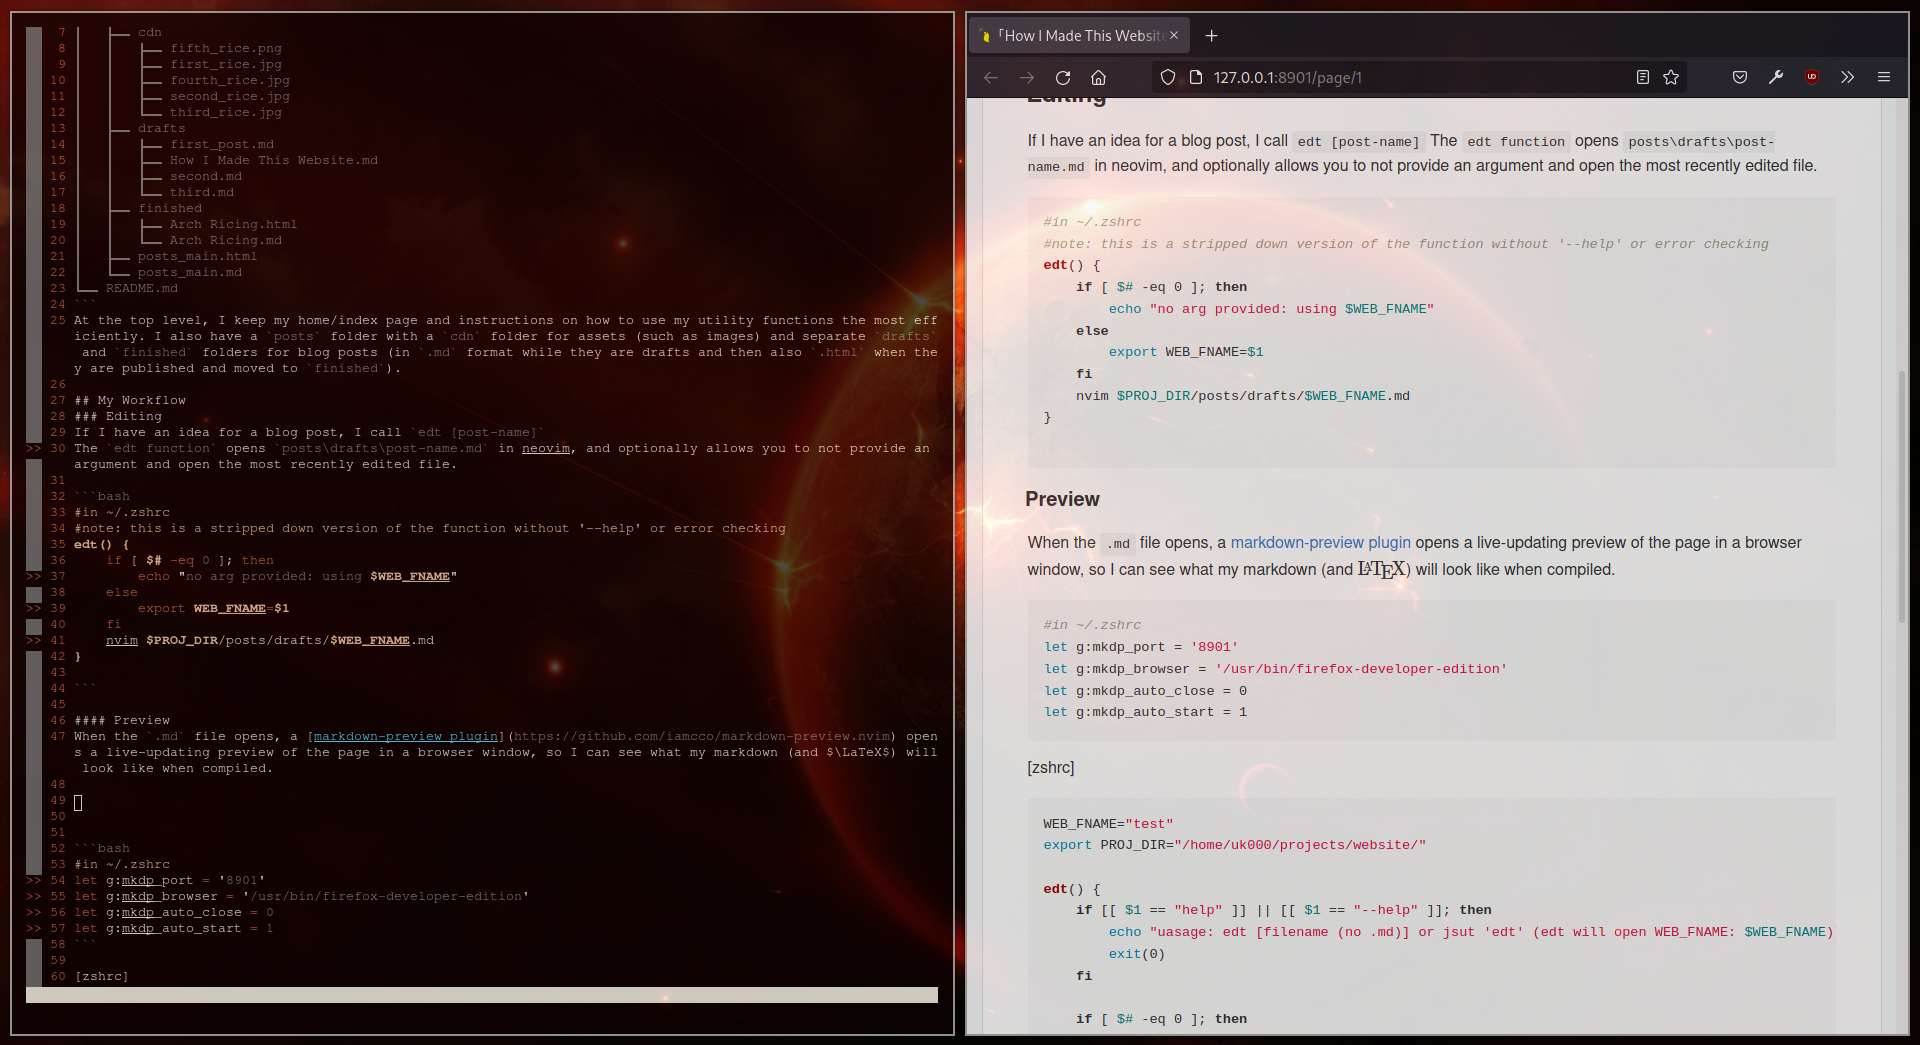 7 cdn
8 fifth_rice.png
9 first_rice.jpg
10 fourth_rice.jpg
11 second_rice.jpg
12 third_rice.jpg
13 drafts
14 first_post.md
15 How I Made This Website.md
16 second.md
17 third.md
18 finished
19 Arch Ricing.html
20 Arch Ricing.md
21 posts_main.html
22 posts_main.md
23 README.md
24 ```
25 At the top level, I keep my home/index page and instructions on how to use my utility functions the most eff
iciently. I also have a `posts` folder with a `cdn` folder for assets (such as images) and separate `drafts`
and `finished` folders for blog posts (in `.md` format while they are drafts and then also `.html` when the
y are published and moved to `finished`).
26
27 ## My Workflow
28 ### Editing
29 If I have an idea for a blog post, I call `edt [post-name]`
>> 30 The `edt function` opens `posts\drafts\post-name.md` in neovim, and optionally allows you to not provide an
argument and open the most recently edited file.
31
32 ```bash
33 #in ~/.zshrc
34 #note: this is a stripped down version of the function without '--help' or error checking
35 edt() {
36 if [ $# -eq 0 ]; then
>> 37 echo "no arg provided: using $WEB_FNAME"
38 else
>> 39 export WEB_FNAME=$1
40 fi
>> 41 nvim $PROJ_DIR/posts/drafts/$WEB_FNAME.md
42 }
43
44 ```
45
46 #### Preview
47 When the `.md` file opens, a [markdown-preview plugin](https://github.com/iamcco/markdown-preview.nvim) open
s a live-updating preview of the page in a browser window, so I can see what my markdown (and $\LaTeX$) will
look like when compiled.
48
49
50
51
52 ```bash
53 #in ~/.zshrc
>> 54 let g:mkdp_port = '8901'
>> 55 let g:mkdp_browser = '/usr/bin/firefox-developer-edition'
>> 56 let g:mkdp_auto_close = 0
>> 57 let g:mkdp_auto_start = 1
58 ```
59
60 [zshrc]
「How I Made This Website
127.0.0.1:8901/page/1
Editing
If I have an idea for a blog post, I call edt [post-name] The edt function opens posts\drafts\post-
name.md in neovim, and optionally allows you to not provide an argument and open the most recently edited file.
#in ~/.zshrc
#note: this is a stripped down version of the function without '--help' or error checking
edt() {
if [ $# -eq 0 ]; then
echo "no arg provided: using $WEB_FNAME"
else
export WEB_FNAME=$1
fi
nvim $PROJ_DIR/posts/drafts/$WEB_FNAME.md
}
Preview
When the .md file opens, a markdown-preview plugin opens a live-updating preview of the page in a browser
window, so I can see what my markdown (and LATEX) will look like when compiled.
#in ~/.zshrc
let g:mkdp_port = '8901'
let g:mkdp_browser = '/usr/bin/firefox-developer-edition'
let g:mkdp_auto_close = 0
let g:mkdp_auto_start = 1
[zshrc]
WEB_FNAME="test"
export PROJ_DIR="/home/uk000/projects/website/"
edt() {
if [[ $1 == "help" ]] || [[ $1 == "--help" ]]; then
echo "uasage: edt [filename (no .md)] or jsut 'edt' (edt will open WEB_FNAME: $WEB_FNAME)
exit(0)
fi
if [ $# -eq 0 ]; then